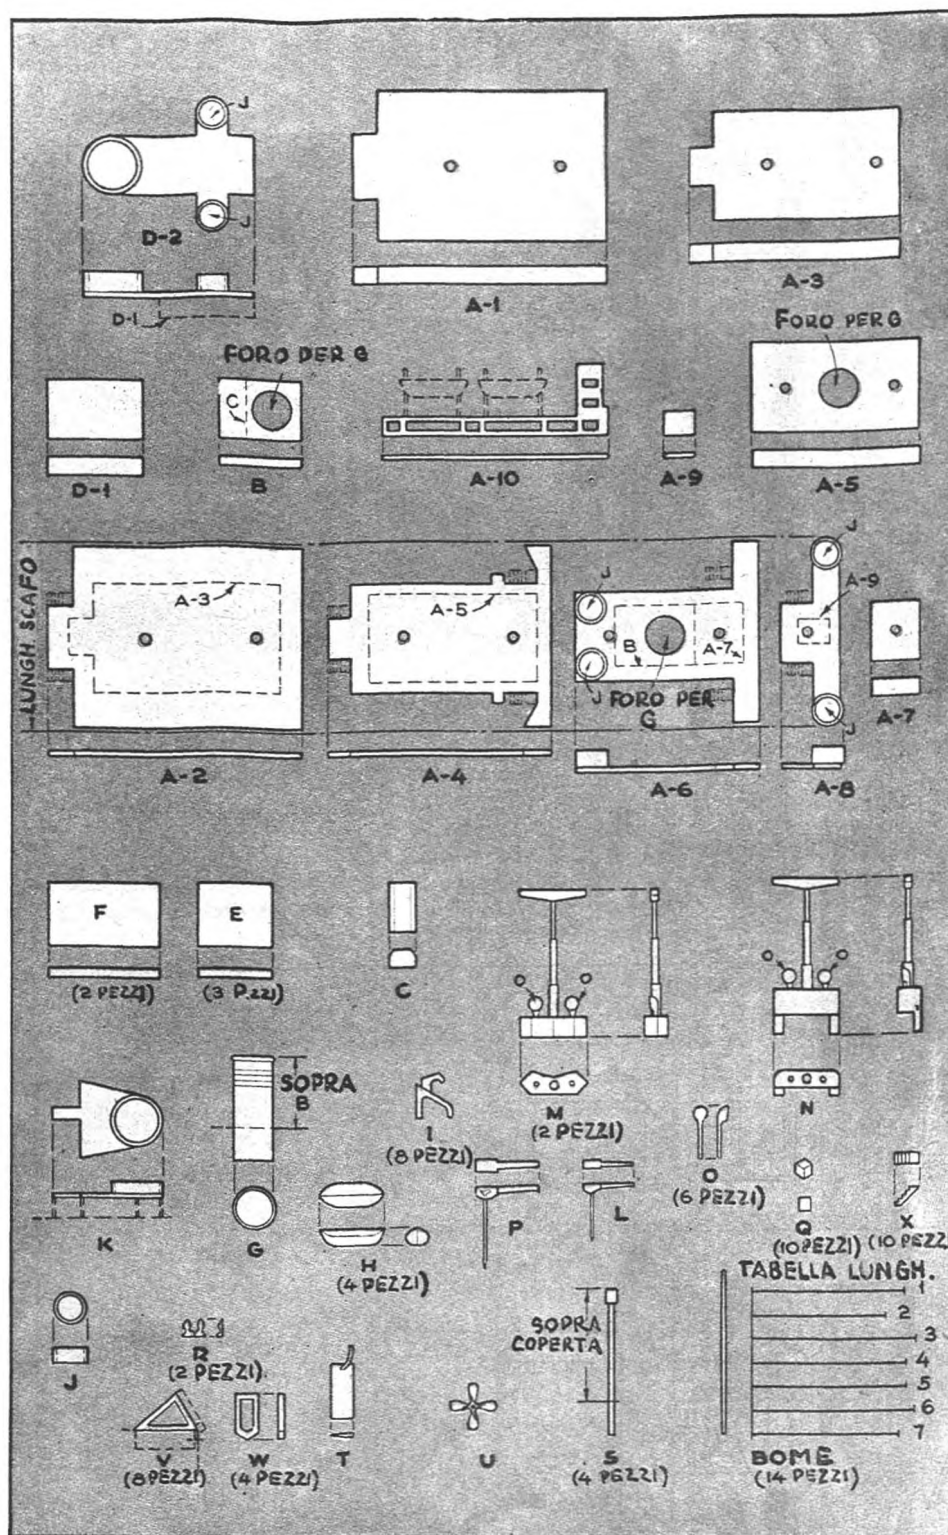 J
J
D-2
D-1
A-1
A-3
FORO PER G
FORO PER G
C
D-1
B
A-10
A-9
A-5
LUNGH SCAFO
A-3
A-5
J
J
B
A-7
FORO PER
G
J
A-9
J
A-7
A-2
A-4
A-6
A-8
F
E
(2 PEZZI)
(3 PEZZI)
C
O
O
O
O
SOPRA
B
I
(8 PEZZI)
M
(2 PEZZI)
N
K
G
H
(4 PEZZI)
P
L
O
(6 PEZZI)
Q
(10 PEZZI)
X
(10 PEZZ
J
R
(2 PEZZI)
SOPRA
COPERTA
TABELLA LUNGH.
1
2
3
4
5
6
7
V
(8 PEZZI)
W
(4 PEZZI)
T
U
S
(4 PEZZI)
BOME
(14 PEZZI)